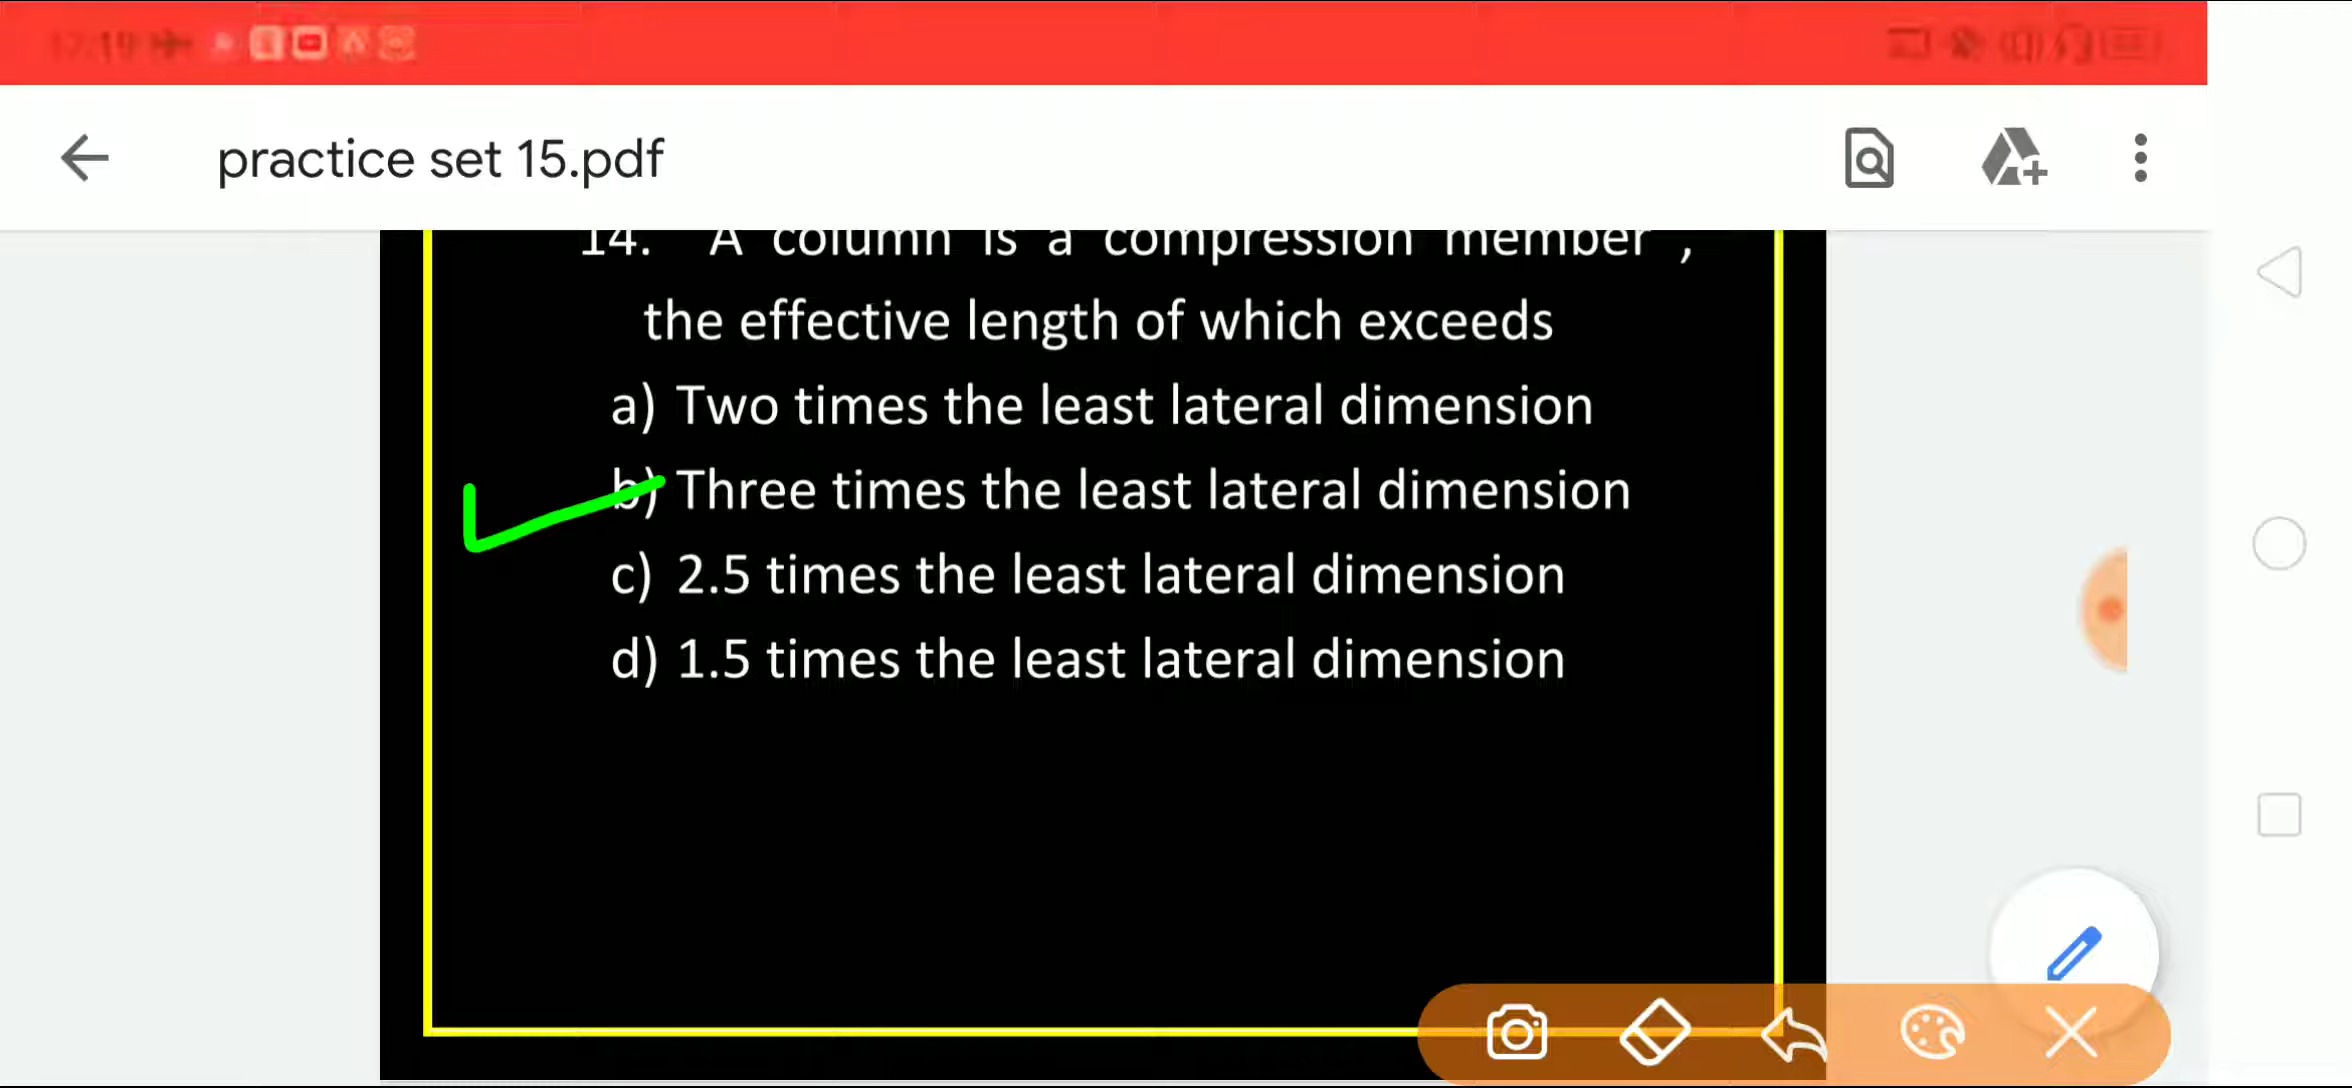 practice set 15.pdf
14. A column is a compression member ,
the effective length of which exceeds
a) Two times the least lateral dimension
b) Three times the least lateral dimension
c) 2.5 times the least lateral dimension
d) 1.5 times the least lateral dimension